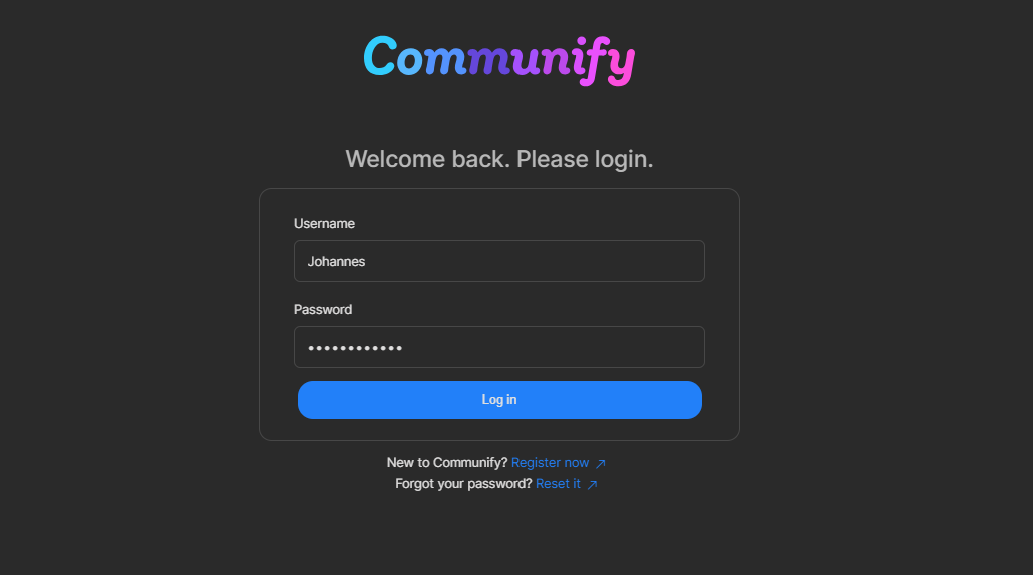 Communify
Welcome back. Please login.
Username
Johannes
Password
••••••••••••
Log in
New to Communify? Register now ↗
Forgot your password? Reset it ↗